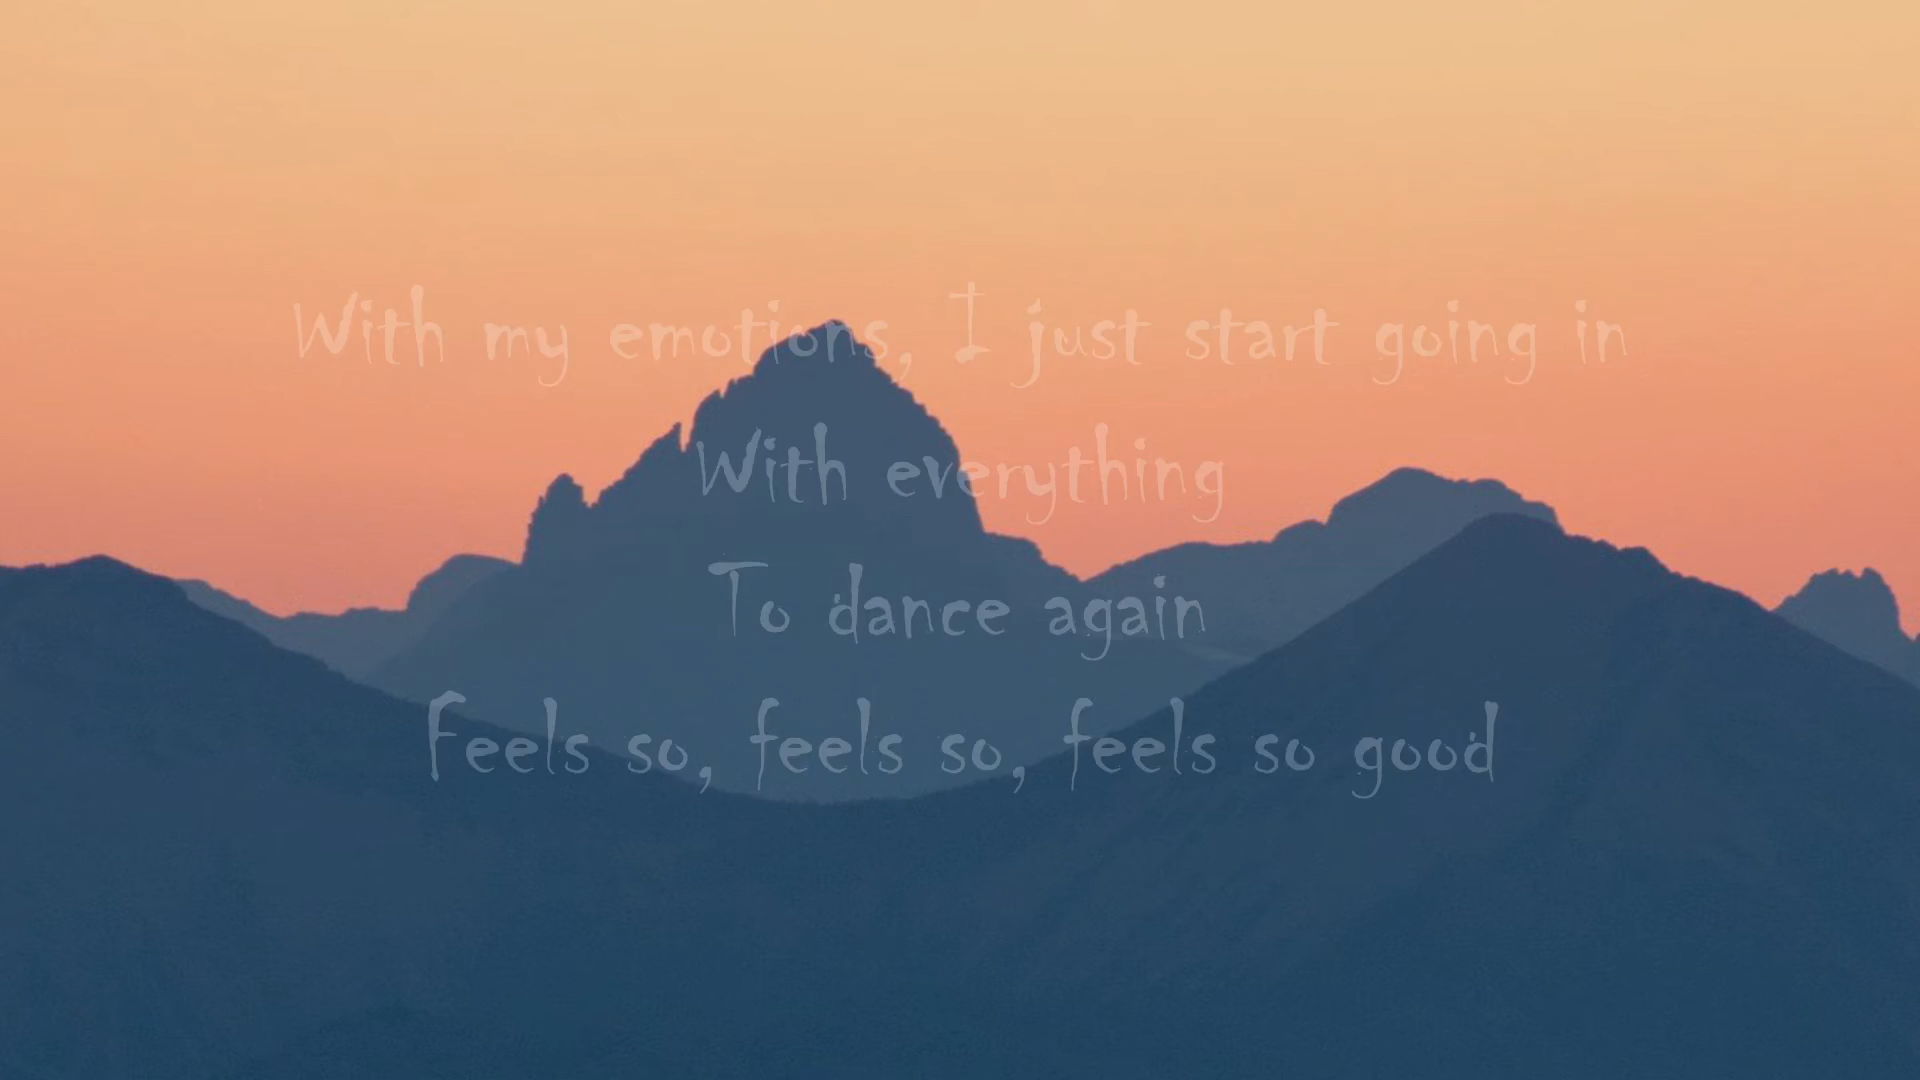 With my emotions, I just start going in
With everything
To dance again
Feels so, feels so, feels so good